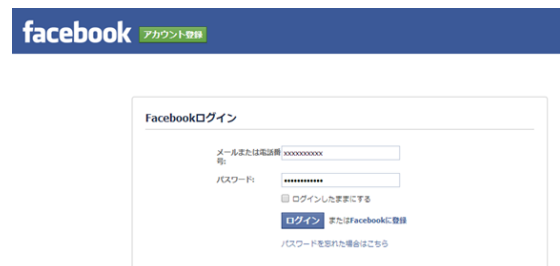 facebook アカウント登録
Facebookログイン
メールまたは電話番
号:
xxxxxxxxxx
パスワード: ••••••••••••
ログインしたままにする
ログイン またはFacebookに登録
パスワードを忘れた場合はこちら